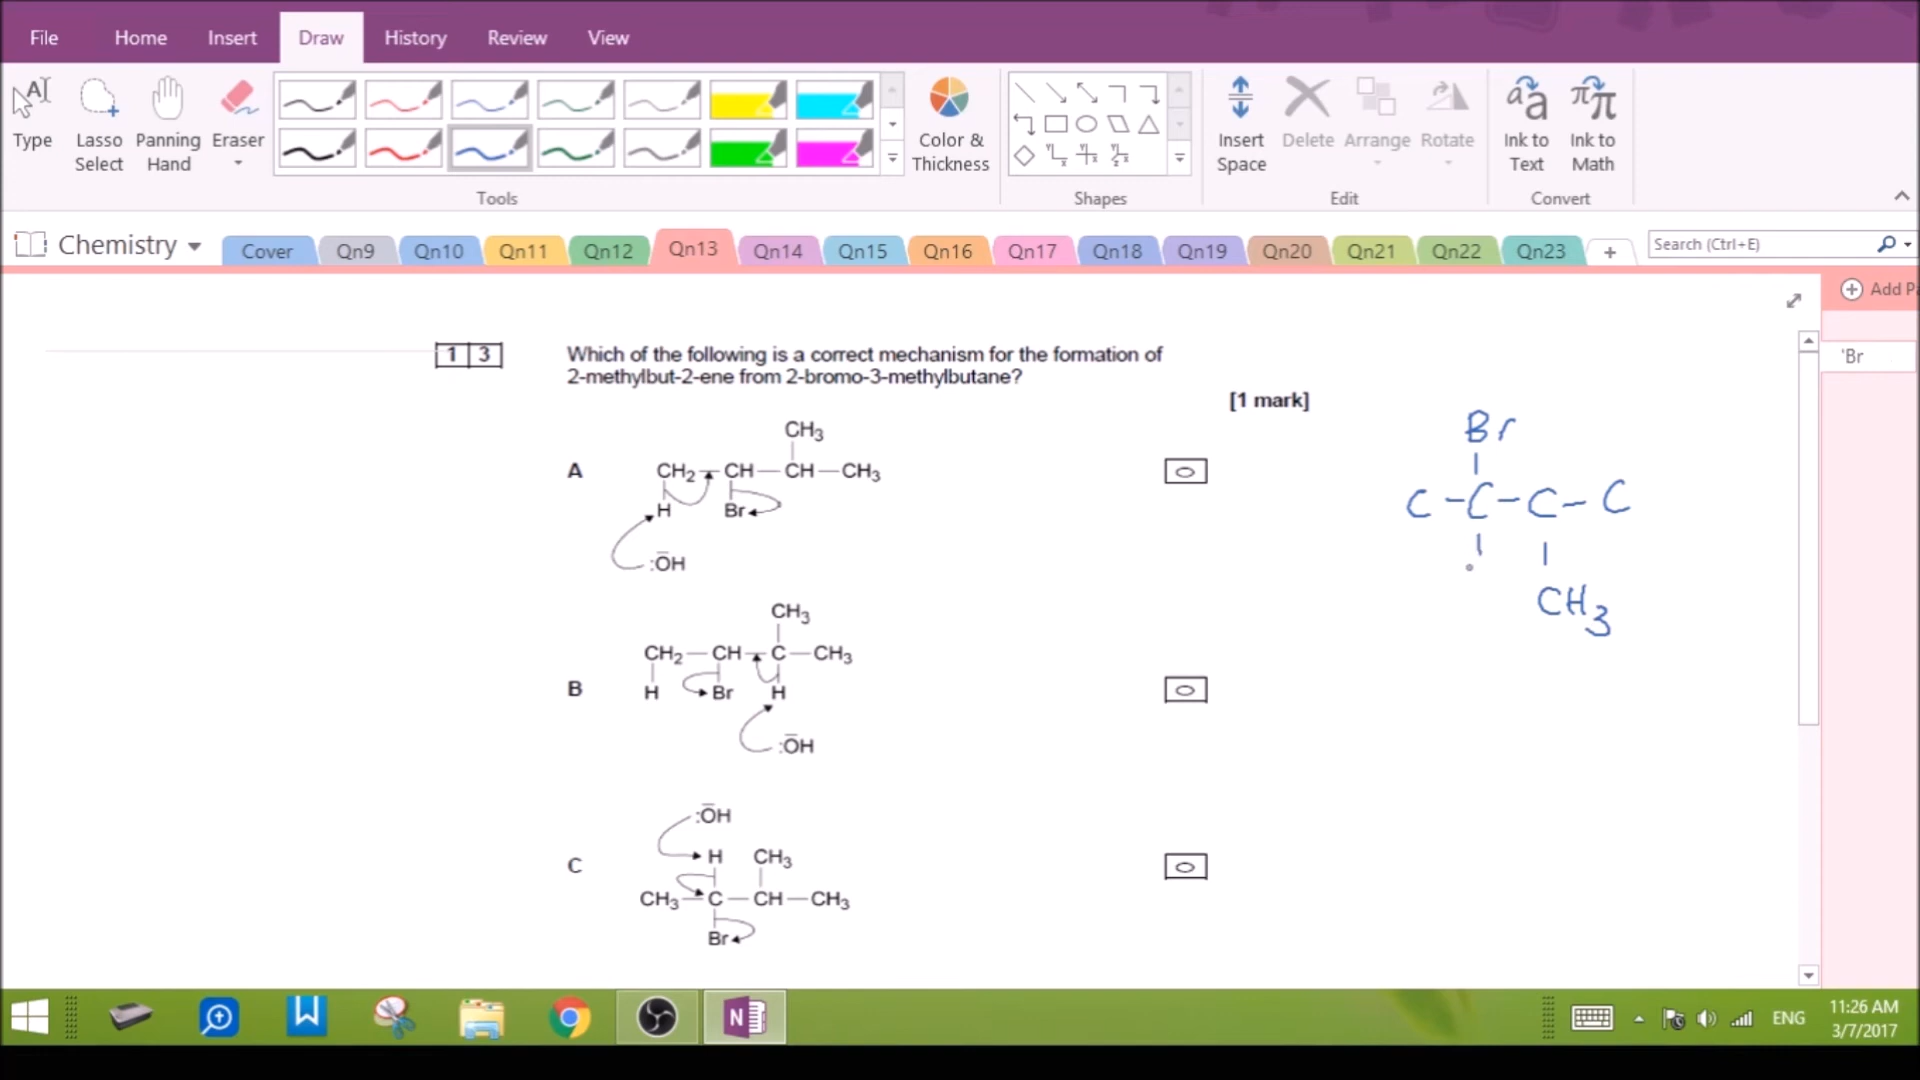 File Home Insert Draw History Review View
Type
Lasso Select
Panning Hand
Eraser
Color & Thickness
Insert Space
Delete
Arrange
Rotate
Ink to Text
Ink to Math
Tools Shapes Edit Convert
Chemistry Cover Qn9 Qn10 Qn11 Qn12 Qn13 Qn14 Qn15 Qn16 Qn17 Qn18 Qn19 Qn20 Qn21 Qn22 Qn23 + Search (Ctrl+E)
Add Pa
'Br
1 3 Which of the following is a correct mechanism for the formation of
2-methylbut-2-ene from 2-bromo-3-methylbutane?
[1 mark]
CH3
A CH2 CH — CH — CH3
H Br
:ŌH
CH3
CH2 — CH C — CH3
B H Br H
:ŌH
:ŌH
H CH3
C
CH3 — C — CH — CH3
Br
Br
C - C - C - C
CH3
11:26 AM
ENG
3/7/2017